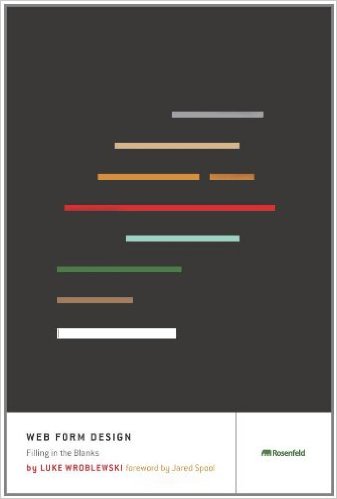 WEB FORM DESIGN
Filling in the Blanks
by LUKE WROBLEWSKI foreword by Jared Spool
Rosenfeld